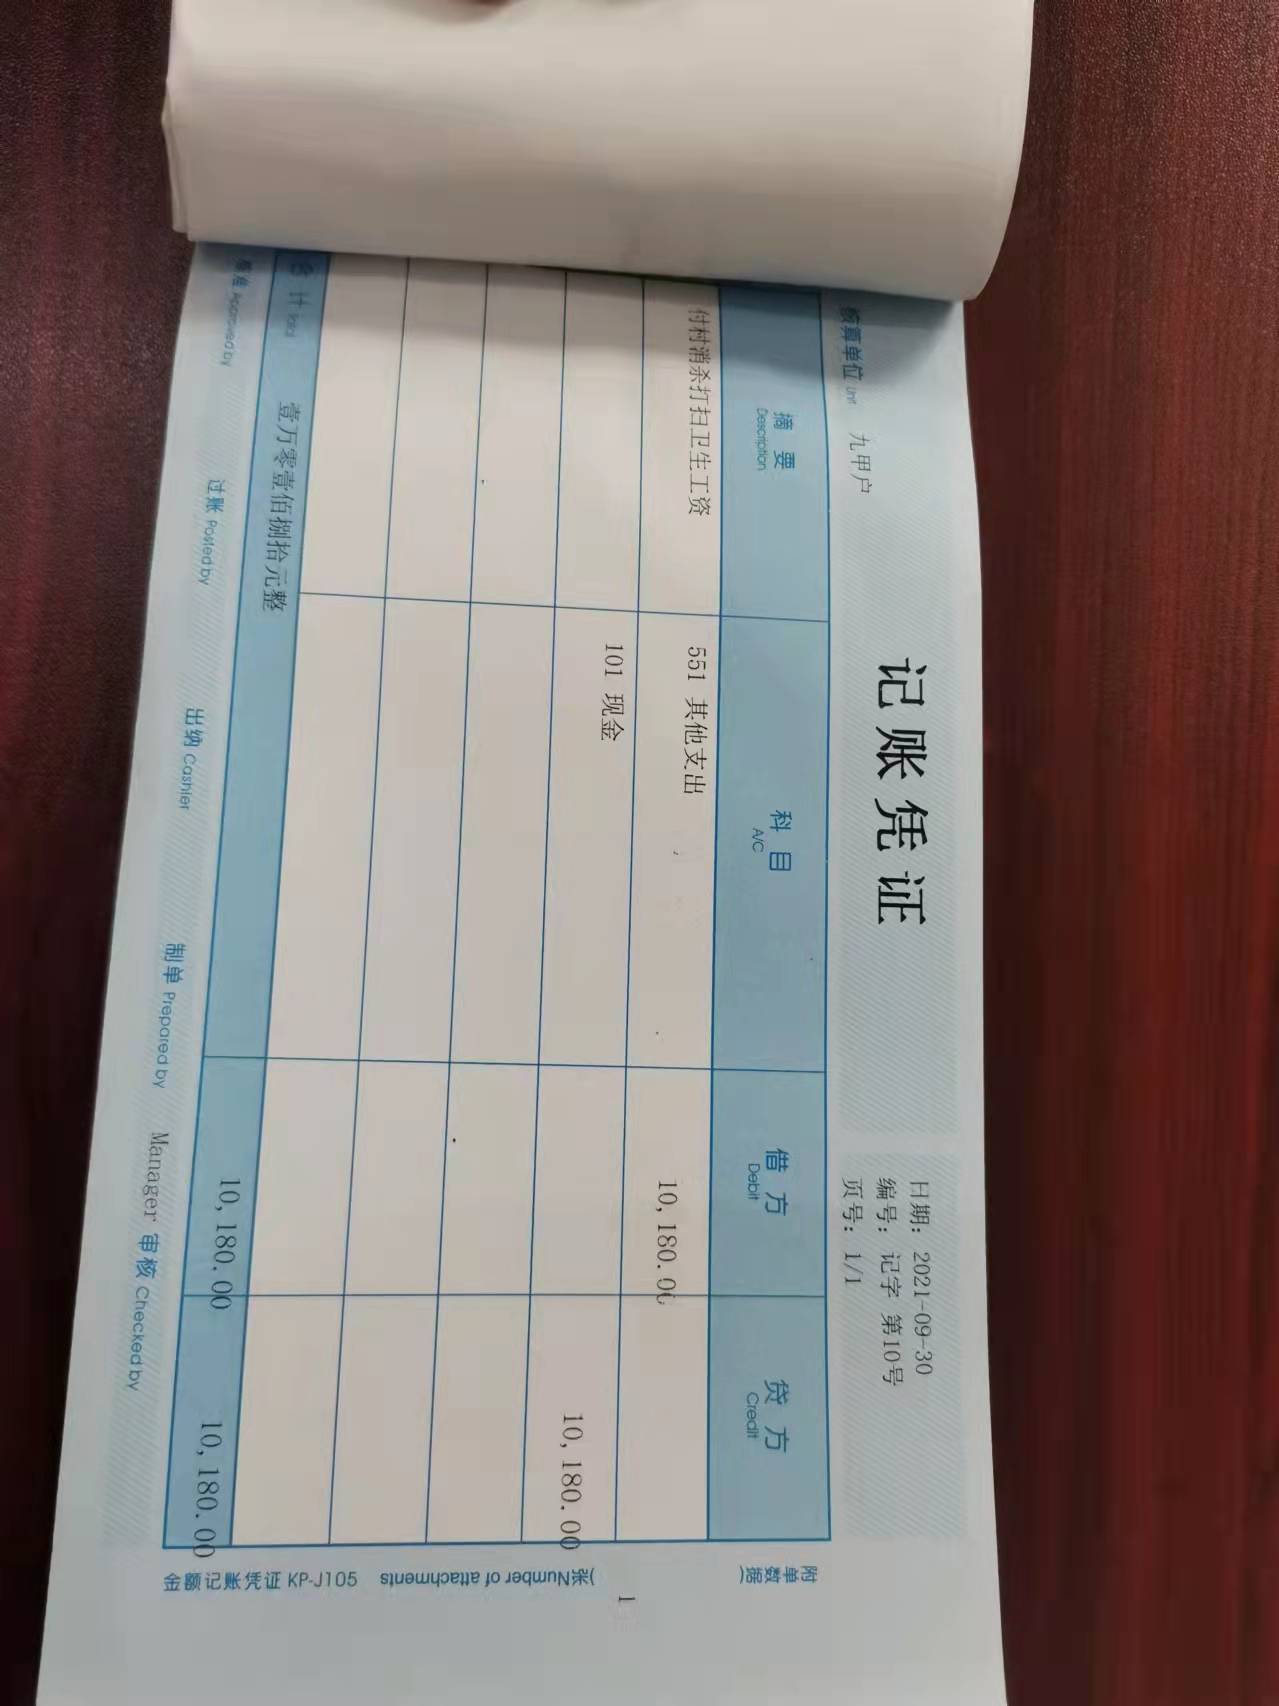 记账凭证
日期： 2021-09-30
编号： 记字 第10号
页号： 1/1
核算单位 Unit 九甲户
摘要 Description 科目 A/C 借方 Debit 贷方 Credit
付村消杀打扫卫生工资 551 其他支出 10,180.00
101 现金 10,180.00
合计 Total 壹万零壹佰捌拾元整 10,180.00 10,180.00
核准 Approved by 过账 Posted by 出纳 Cashier 制单 Prepared by Manager 审核 Checked by
附单数据(
1
张Number of attachments)
金额记账凭证 KP-J105